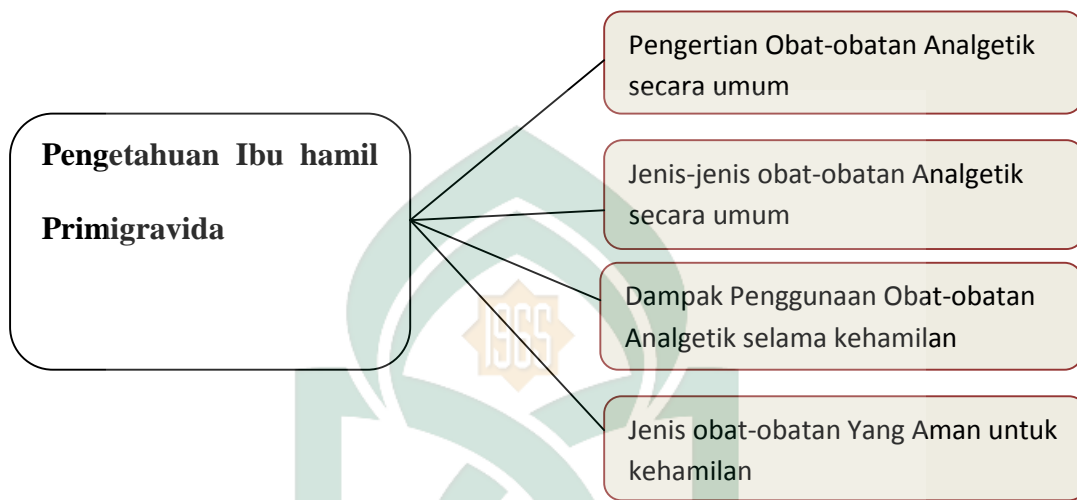 Pengetahuan Ibu hamil
Primigravida
Pengertian Obat-obatan Analgetik
secara umum
Jenis-jenis obat-obatan Analgetik
secara umum
Dampak Penggunaan Obat-obatan
Analgetik selama kehamilan
Jenis obat-obatan Yang Aman untuk
kehamilan
1965